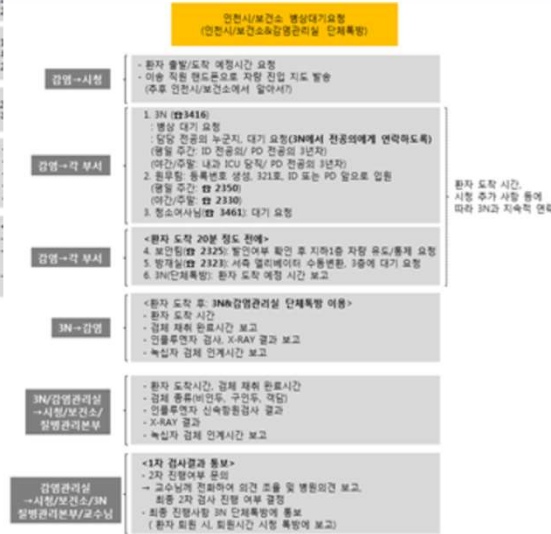 인천시/보건소 병상대기요청
(인천시/보건소&감염관리실 단체톡방)
감염→시청
- 환자 출발/도착 예정시간 요청
- 이송 직원 핸드폰으로 차량 진입 지도 발송
(추후 인천시/보건소에서 알아서?)
감염→각 부서
1. 3N (☎3416)
: 병상 대기 요청
: 담당 전공의 누군지, 대기 요청(3N에서 전공의에게 연락하도록)
(평일 주간: ID 전공의/ PD 전공의 3년차)
(야간/주말: 내과 ICU 당직/ PD 전공의 3년차)
2. 원무팀: 등록번호 생성, 321호, ID 또는 PD 앞으로 입원
(평일 주간: ☎ 2350)
(야간/주말: ☎ 2330)
3. 청소여사님(☎ 3461): 대기 요청
환자 도착 시간,
시청 추가 사항 등에
따라 3N과 지속적 연락
감염→각 부서
<환자 도착 20분 정도 전에>
4. 보안팀(☎ 2325): 발인여부 확인 후 지하1층 차량 유도/통제 요청
5. 방재실(☎ 2323): 서측 엘리베이터 수동변환, 3층에 대기 요청
6. 3N(단체톡방): 환자 도착 예정 시간 보고
3N→감염
<환자 도착 후: 3N&감염관리실 단체톡방 이용>
- 환자 도착 시간
- 검체 채취 완료시간 보고
- 인플루엔자 검사, X-RAY 결과 보고
- 녹십자 검체 인계시간 보고
3N/감염관리실
→시청/보건소/
질병관리본부
- 환자 도착시간, 검체 채취 완료시간
- 검체 종류(비인두, 구인두, 객담)
- 인플루엔자 신속항원검사 결과
- X-RAY 결과
- 녹십자 검체 인계시간 보고
감염관리실
→시청/보건소/3N
질병관리본부/교수님
<1차 검사결과 통보>
- 2차 진행여부 문의
→ 교수님께 전화하여 의견 조율 및 병원의견 보고,
최종 2차 검사 진행 여부 결정
- 최종 진행사항 3N 단체톡방에 통보
( 환자 퇴원 시, 퇴원시간 시청 톡방에 보고)